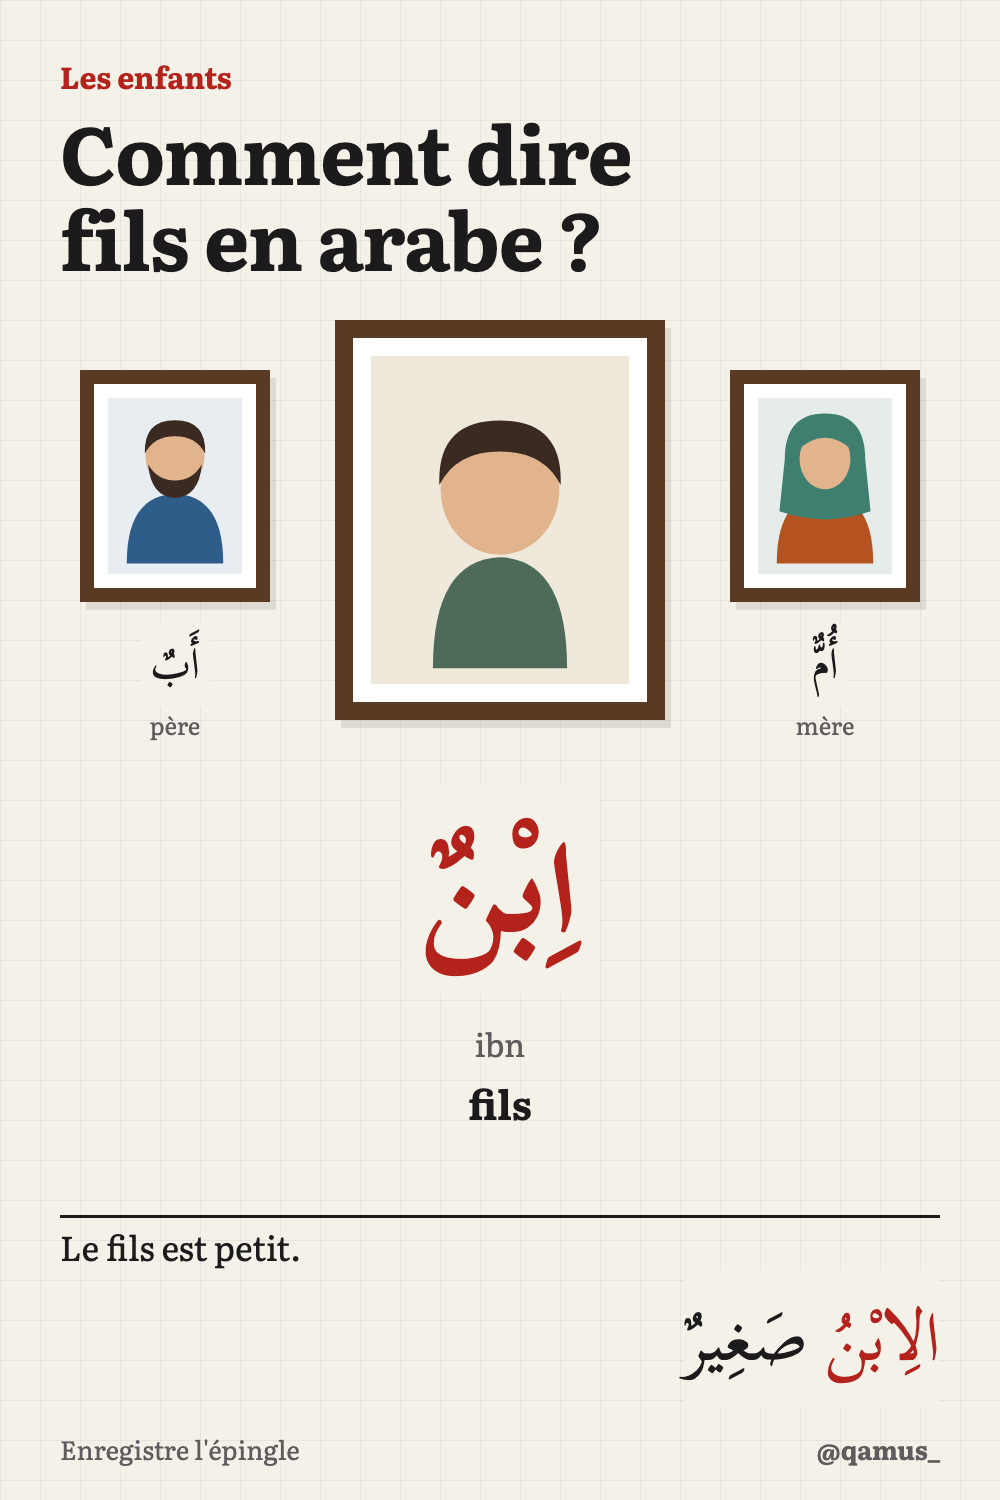 Les enfants
Comment dire
fils en arabe ?
أَبٌ
père
أُمٌّ
mère
اِبْنٌ
ibn
fils
Le fils est petit.
الِابْنُ صَغِيرٌ
Enregistre l'épingle
@qamus_